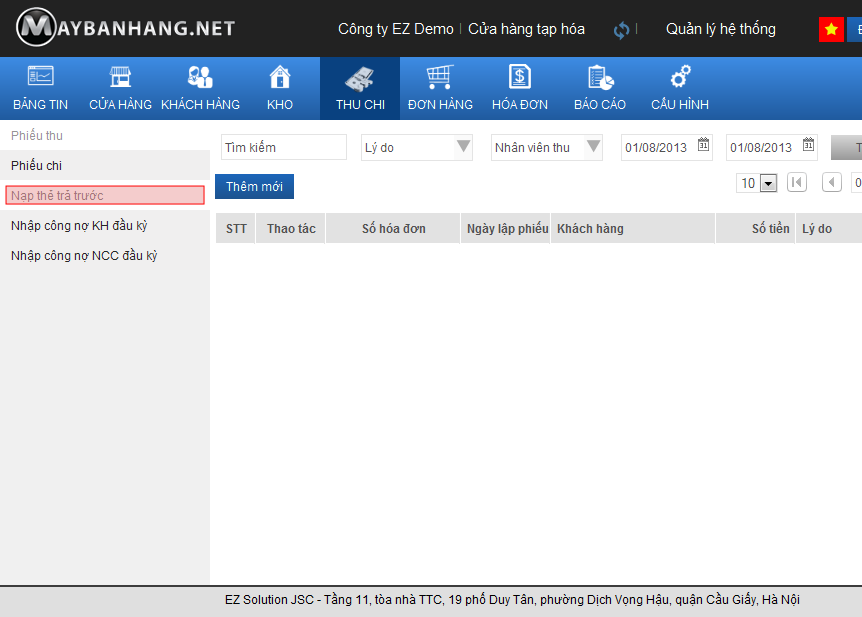 MAYBANHANG.NET
Công ty EZ Demo | Cửa hàng tạp hóa | Quản lý hệ thống
BẢNG TIN CỬA HÀNG KHÁCH HÀNG KHO THU CHI ĐƠN HÀNG HÓA ĐƠN BÁO CÁO CẤU HÌNH
Phiếu thu
Phiếu chi
Nạp thẻ trả trước
Nhập công nợ KH đầu kỳ
Nhập công nợ NCC đầu kỳ
Tìm kiếm Lý do Nhân viên thu 01/08/2013 31 01/08/2013 31 T
Thêm mới 10 0
STT Thao tác Số hóa đơn Ngày lập phiếu Khách hàng Số tiền Lý do
EZ Solution JSC - Tầng 11, tòa nhà TTC, 19 phố Duy Tân, phường Dịch Vọng Hậu, quận Cầu Giấy, Hà Nội